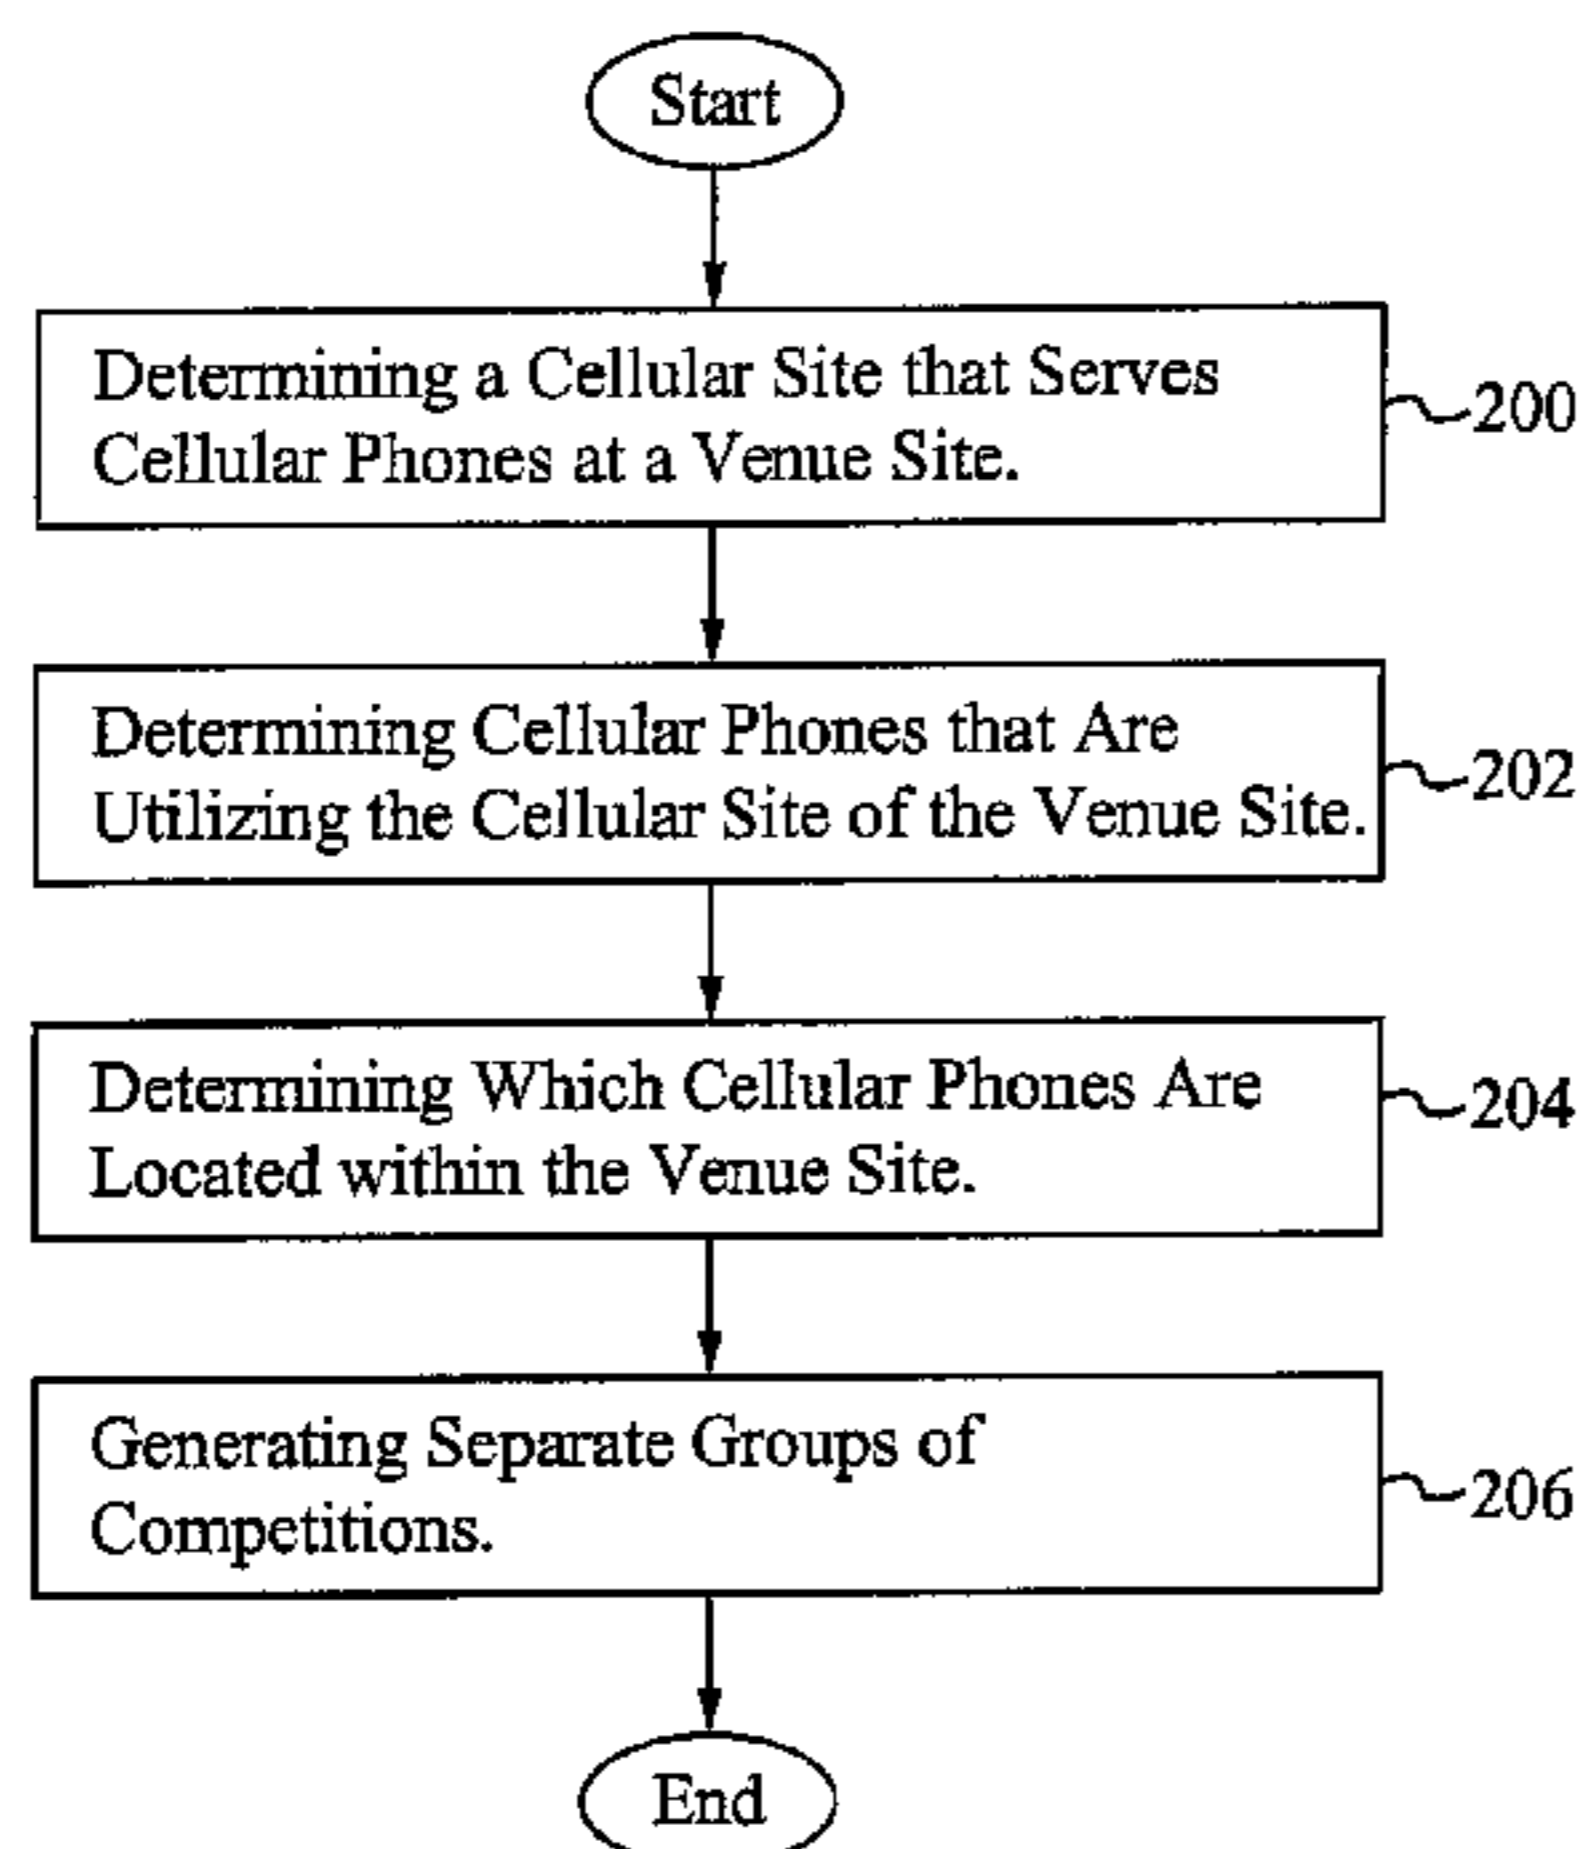 Start
Determining a Cellular Site that Serves
Cellular Phones at a Venue Site.
200
Determining Cellular Phones that Are
Utilizing the Cellular Site of the Venue Site.
202
Determining Which Cellular Phones Are
Located within the Venue Site.
204
Generating Separate Groups of
Competitions.
206
End